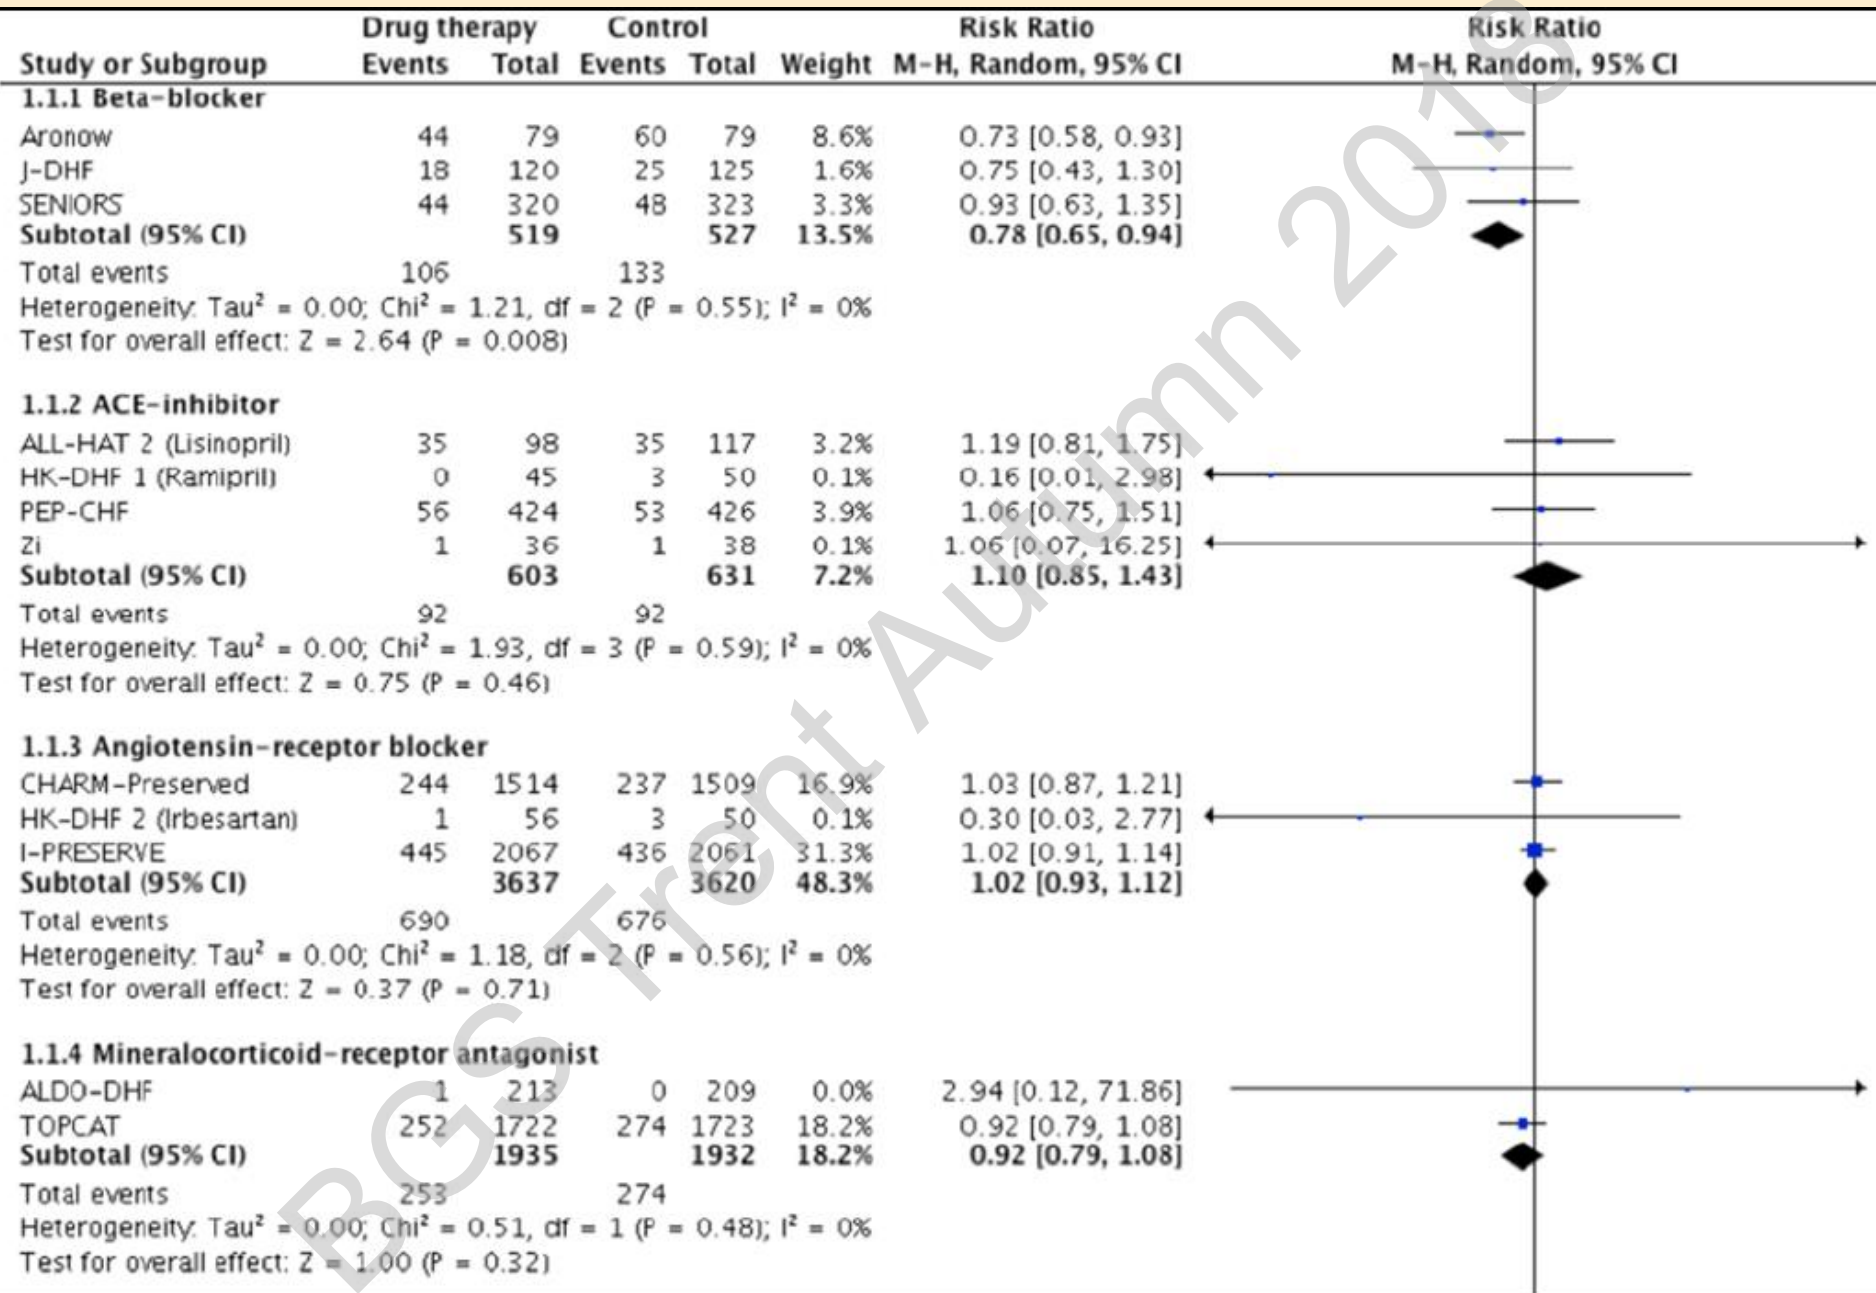 Drug therapy Control Risk Ratio Risk Ratio
Study or Subgroup Events Total Events Total Weight M-H, Random, 95% CI M-H, Random, 95% CI
1.1.1 Beta-blocker
Aronow 44 79 60 79 8.6% 0.73 [0.58, 0.93]
J-DHF 18 120 25 125 1.6% 0.75 [0.43, 1.30]
SENIORS 44 320 48 323 3.3% 0.93 [0.63, 1.35]
Subtotal (95% CI) 519 527 13.5% 0.78 [0.65, 0.94]
Total events 106 133
Heterogeneity: Tau² = 0.00; Chi² = 1.21, df = 2 (P = 0.55); I² = 0%
Test for overall effect: Z = 2.64 (P = 0.008)
1.1.2 ACE-inhibitor
ALL-HAT 2 (Lisinopril) 35 98 35 117 3.2% 1.19 [0.81, 1.75]
HK-DHF 1 (Ramipril) 0 45 3 50 0.1% 0.16 [0.01, 2.98]
PEP-CHF 56 424 53 426 3.9% 1.06 [0.75, 1.51]
Zi 1 36 1 38 0.1% 1.06 [0.07, 16.25]
Subtotal (95% CI) 603 631 7.2% 1.10 [0.85, 1.43]
Total events 92 92
Heterogeneity: Tau² = 0.00; Chi² = 1.93, df = 3 (P = 0.59); I² = 0%
Test for overall effect: Z = 0.75 (P = 0.46)
1.1.3 Angiotensin-receptor blocker
CHARM-Preserved 244 1514 237 1509 16.9% 1.03 [0.87, 1.21]
HK-DHF 2 (Irbesartan) 1 56 3 50 0.1% 0.30 [0.03, 2.77]
I-PRESERVE 445 2067 436 2061 31.3% 1.02 [0.91, 1.14]
Subtotal (95% CI) 3637 3620 48.3% 1.02 [0.93, 1.12]
Total events 690 676
Heterogeneity: Tau² = 0.00; Chi² = 1.18, df = 2 (P = 0.56); I² = 0%
Test for overall effect: Z = 0.37 (P = 0.71)
1.1.4 Mineralocorticoid-receptor antagonist
ALDO-DHF 1 213 0 209 0.0% 2.94 [0.12, 71.86]
TOPCAT 252 1722 274 1723 18.2% 0.92 [0.79, 1.08]
Subtotal (95% CI) 1935 1932 18.2% 0.92 [0.79, 1.08]
Total events 253 274
Heterogeneity: Tau² = 0.00; Chi² = 0.51, df = 1 (P = 0.48); I² = 0%
Test for overall effect: Z = 1.00 (P = 0.32)
BGS Trent Autumn 2018